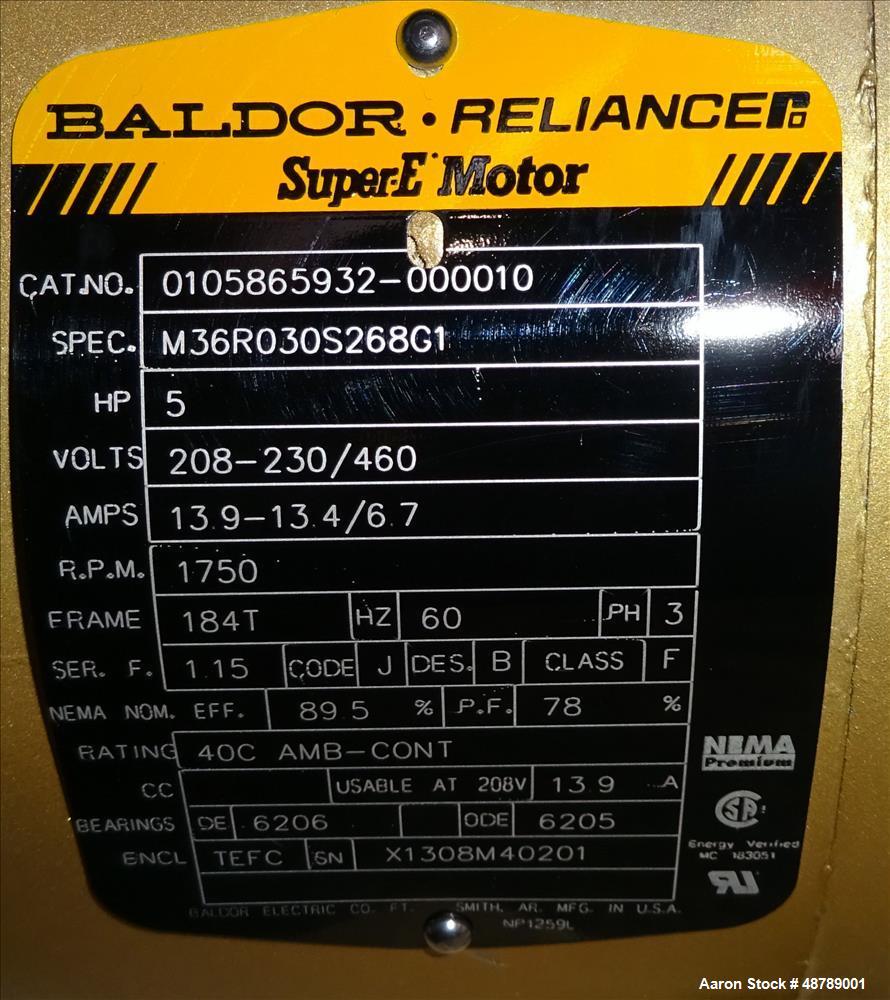 BALDOR • RELIANCE
Super-E Motor
CAT.NO. 0105865932-000010
SPEC. M36R030S268G1
HP 5
VOLTS 208-230/460
AMPS 13.9-13.4/6.7
R.P.M. 1750
FRAME 184T HZ 60 PH 3
SER. F. 1.15 CODE J DES. B CLASS F
NEMA NOM. EFF. 89.5 % P.F. 78 %
RATING 40C AMB-CONT
CC USABLE AT 208V 13.9 A
BEARINGS DE 6206 ODE 6205
ENCL TEFC SN X1308M40201
NEMA
Premium
Energy Verified
MC 183051
BALDOR ELECTRIC CO. FT. SMITH, AR. MFG. IN U.S.A.
NP1259L
Aaron Stock # 48789001